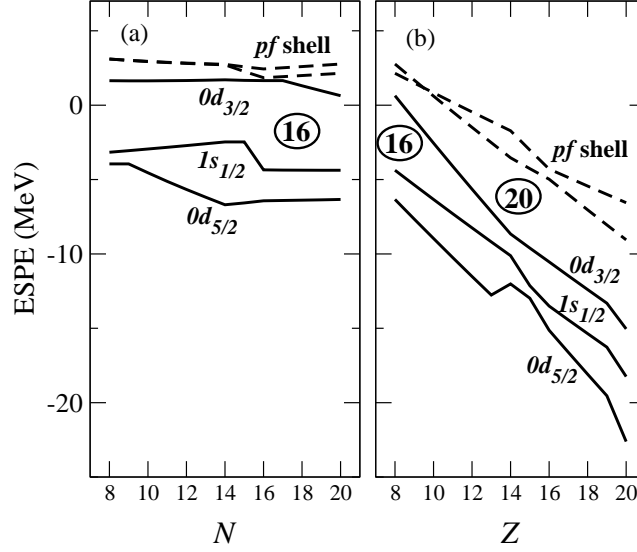 (a)
pf shell
0d3/2
16
1s1/2
0d5/2
(b)
pf shell
16
20
0d3/2
1s1/2
0d5/2
ESPE (MeV)
0
-10
-20
8 10 12 14 16 18 20
8 10 12 14 16 18 20
N
Z